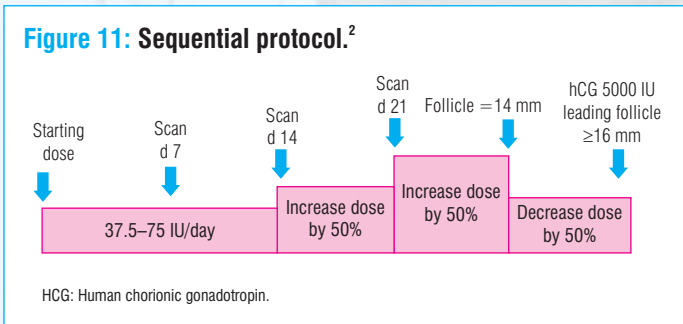 Figure 11: Sequential protocol.²
Starting
dose
Scan
d 7
Scan
d 14
Scan
d 21
Follicle =14 mm
hCG 5000 IU
leading follicle
≥16 mm
37.5–75 IU/day
Increase dose
by 50%
Increase dose
by 50%
Decrease dose
by 50%
HCG: Human chorionic gonadotropin.